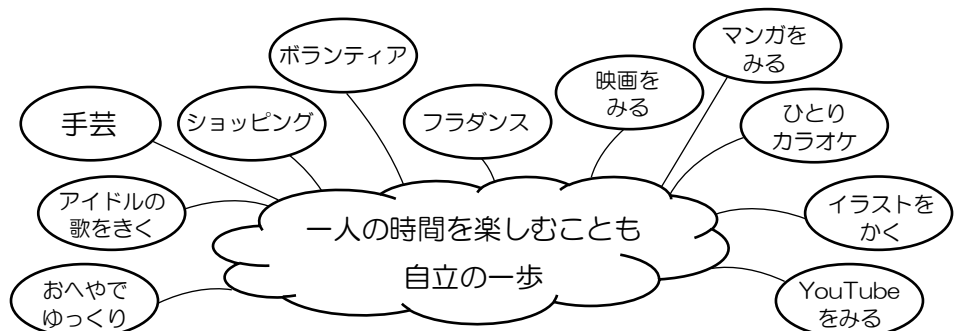 マンガを
みる
ボランティア
映画を
みる
手芸
ショッピング
フラダンス
ひとり
カラオケ
アイドルの
歌をきく
イラストを
かく
一人の時間を楽しむことも
自立の一歩
おへやで
ゆっくり
YouTube
をみる